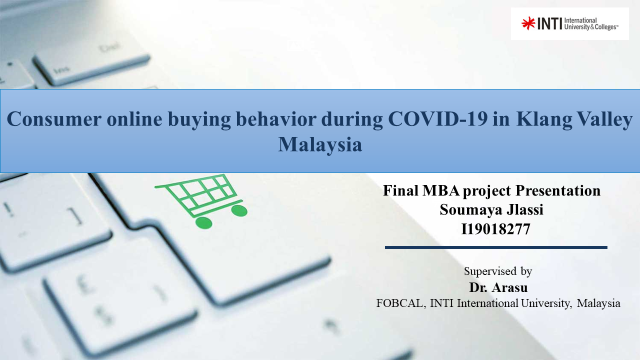 INTI International
University & Colleges
Consumer online buying behavior during COVID-19 in Klang Valley
Malaysia
Final MBA project Presentation
Soumaya Jlassi
I19018277
Supervised by
Dr. Arasu
FOBCAL, INTI International University, Malaysia